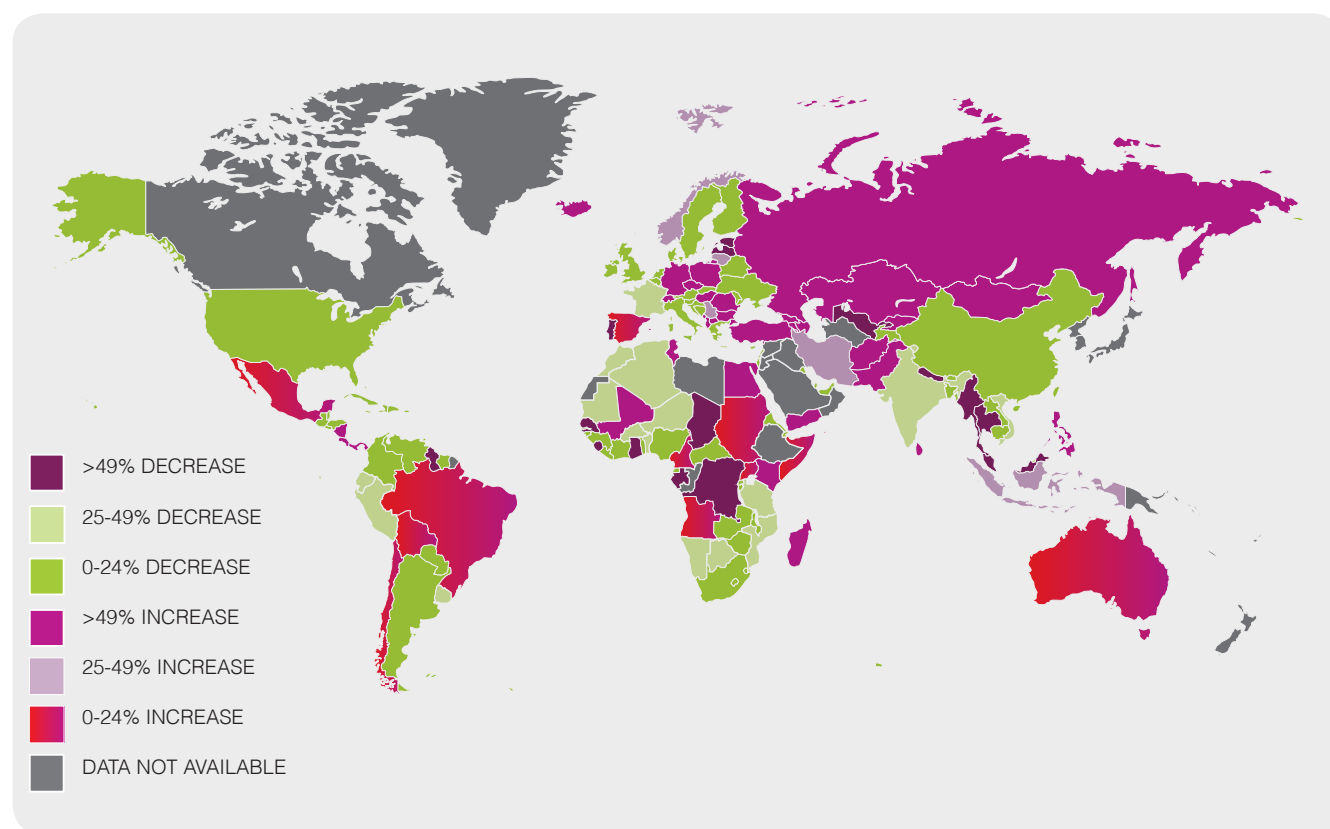 >49% DECREASE
25-49% DECREASE
0-24% DECREASE
>49% INCREASE
25-49% INCREASE
0-24% INCREASE
DATA NOT AVAILABLE